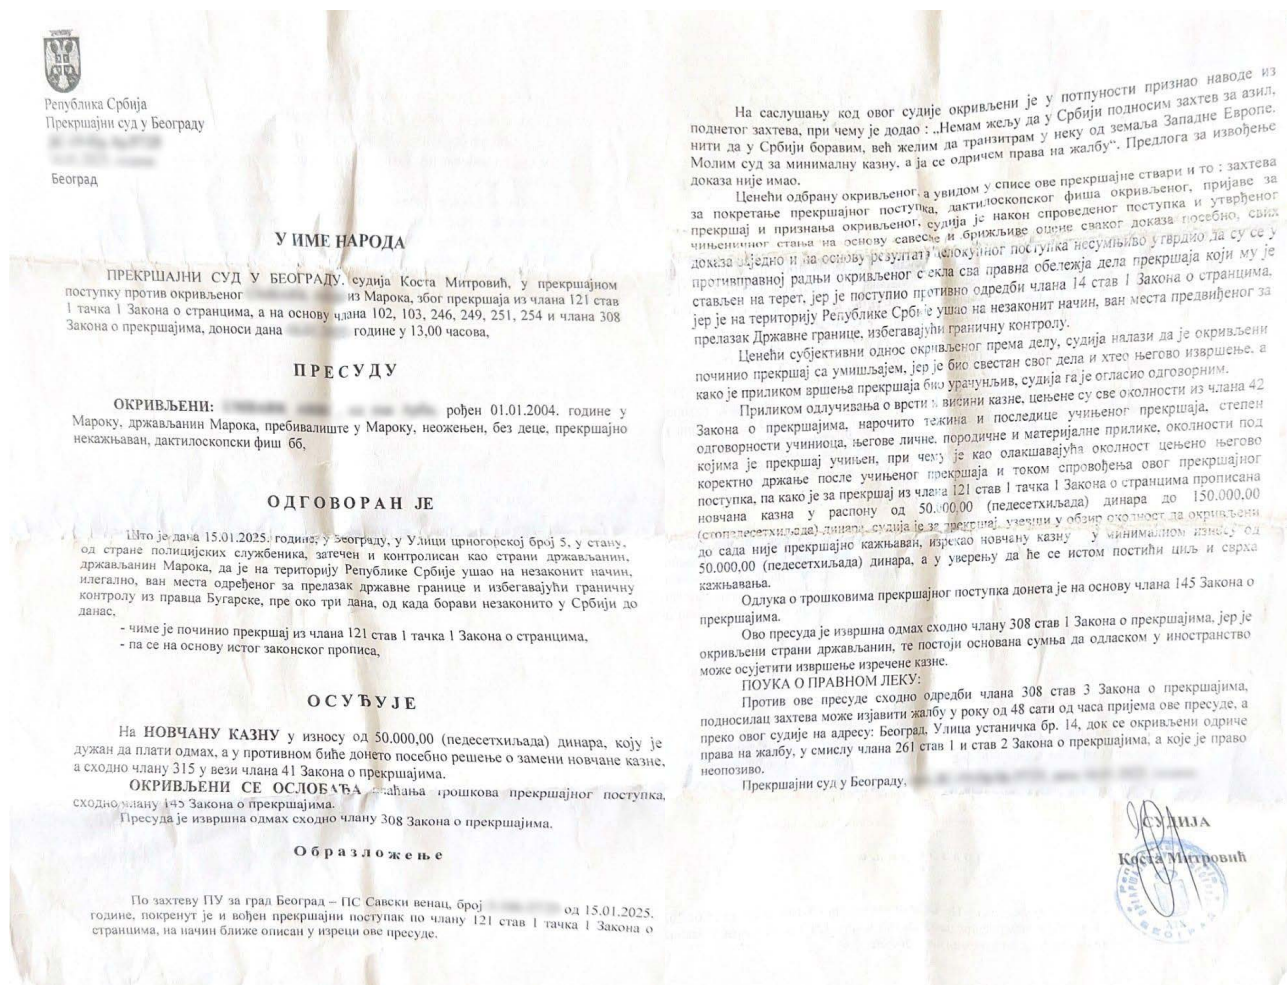 Република Србија
Прекршајни суд у Београду
Београд
У ИМЕ НАРОДА
ПРЕКРШАЈНИ СУД У БЕОГРАДУ, судија Коста Митровић, у прекршајном
поступку против окривљеног из Марока, због прекршаја из члана 121 став
1 тачка 1 Закона о странцима, а на основу члана 102, 103, 246, 249, 251, 254 и члана 308
Закона о прекршајима, доноси дана године у 13,00 часова,
ПРЕСУДУ
ОКРИВЉЕНИ: рођен 01.01.2004. године у
Мароку, држављанин Марока, пребивалиште у Мароку, неожењен, без деце, прекршајно
некажњаван, дактилоскопски фиш бб,
ОДГОВОРАН ЈЕ
Што је дана 15.01.2025. године, у Београду, у Улици црногорској број 5, у стану,
од стране полицијских службеника, затечен и контролисан као страни држављанин,
држављанин Марока, да је на територију Републике Србије ушао на незаконит начин,
илегално, ван места одређеног за прелазак државне границе и избегавајући граничну
контролу из правца Бугарске, пре око три дана, од када борави незаконито у Србији до
данас,
- чиме је починио прекршај из члана 121 став 1 тачка 1 Закона о странцима,
- па се на основу истог законског прописа,
ОСУЂУЈЕ
На НОВЧАНУ КАЗНУ у износу од 50.000,00 (педесетхиљада) динара, коју је
дужан да плати одмах, а у противном биће донето посебно решење о замени новчане казне,
а сходно члану 315 у вези члана 41 Закона о прекршајима.
ОКРИВЉЕНИ СЕ ОСЛОБАЂА плаћања трошкова прекршајног поступка,
сходно члану 145 Закона о прекршајима.
Пресуда је извршна одмах сходно члану 308 Закона о прекршајима.
Образложење
По захтеву ПУ за град Београд – ПС Савски венац, број од 15.01.2025.
године, покренут је и вођен прекршајни поступак по члану 121 став 1 тачка 1 Закона о
странцима, на начин ближе описан у изреци ове пресуде.
На саслушању код овог судије окривљени је у потпуности признао наводе из
поднетог захтева, при чему је додао : „Немам жељу да у Србији подносим захтев за азил,
нити да у Србији боравим, већ желим да транзитрам у неку од земаља Западне Европе.
Молим суд за минималну казну, а ја се одричем права на жалбу“. Предлога за извођење
доказа није имао.
Ценећи одбрану окривљеног, а увидом у списе ове прекршајне ствари и то : захтева
за покретање прекршајног поступка, дактилоскопског фиша окривљеног, пријаве за
прекршај и признања окривљеног, судија је након спроведеног поступка и утврђеног
чињеничног стања на основу савесне и брижљиве оцене сваког доказа посебно, свих
доказа заједно и на основу резултата целокупног поступка несумњиво утврдио да су се у
противправној радњи окривљеног стекла сва правна обележја дела прекршаја који му је
стављен на терет, јер је поступио противно одредби члана 14 став 1 Закона о странцима,
јер је на територију Републике Србије ушао на незаконит начин, ван места предвиђеног за
прелазак Државне границе, избегавајући граничну контролу.
Ценећи субјективни однос окривљеног према делу, судија налази да је окривљени
починио прекршај са умишљајем, јер је био свестан свог дела и хтео његово извршење, а
како је приликом вршења прекршаја био урачунљив, судија га је огласио одговорним.
Приликом одлучивања о врсти и висини казне, цењене су све околности из члана 42
Закона о прекршајима, нарочито тежина и последице учињеног прекршаја, степен
одговорности учиниоца, његове личне, породичне и материјалне прилике, околности под
којима је прекршај учињен, при чему је као олакшавајућа околност цењено његово
коректно држање после учињеног прекршаја и током спровођења овог прекршајног
поступка, па како је за прекршај из члана 121 став 1 тачка 1 Закона о странцима прописана
новчана казна у распону од 50.000,00 (педесетхиљада) динара до 150.000,00
(стопедесетхиљада) динара, судија је за прекршај, узевши у обзир околност да окривљени
до сада није прекршајно кажњаван, изрекао новчану казну у минималном износу од
50.000,00 (педесетхиљада) динара, а у уверењу да ће се истом постићи циљ и сврха
кажњавања.
Одлука о трошковима прекршајног поступка донета је на основу члана 145 Закона о
прекршајима.
Ово пресуда је извршна одмах сходно члану 308 став 1 Закона о прекршајима, јер је
окривљени страни држављанин, те постоји основана сумња да одласком у иностранство
може осујетити извршење изречене казне.
ПОУКА О ПРАВНОМ ЛЕКУ:
Против ове пресуде сходно одредби члана 308 став 3 Закона о прекршајима,
подносилац захтева може изјавити жалбу у року од 48 сати од часа пријема ове пресуде, а
преко овог судије на адресу: Београд, Улица устаничка бр. 14, док се окривљени одриче
права на жалбу, у смислу члана 261 став 1 и став 2 Закона о прекршајима, а које је право
неопозиво.
Прекршајни суд у Београду,
СУДИЈА
Коста Митровић